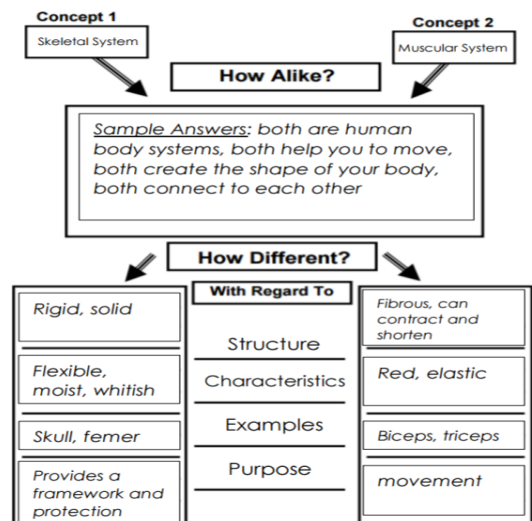 Concept 1
Concept 2
Skeletal System
Muscular System
How Alike?
Sample Answers: both are human
body systems, both help you to move,
both create the shape of your body,
both connect to each other
How Different?
With Regard To
Rigid, solid
Structure
Fibrous, can
contract and
shorten
Flexible,
moist, whitish
Characteristics
Red, elastic
Skull, femer
Examples
Biceps, triceps
Provides a
framework and
protection
Purpose
movement